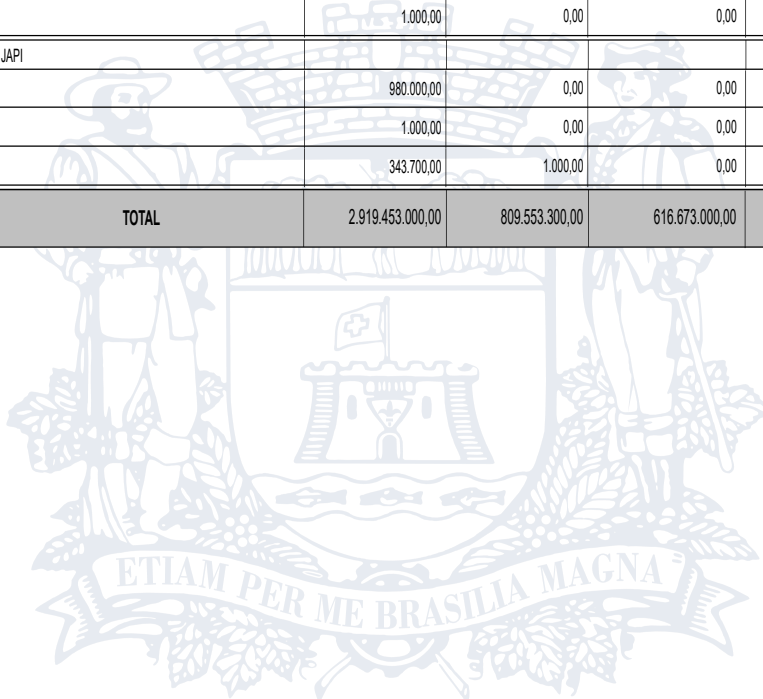 1.000,00 0,00 0,00
JAPI
980.000,00 0,00 0,00
1.000,00 0,00 0,00
343.700,00 1.000,00 0,00
TOTAL 2.919.453.000,00 809.553.300,00 616.673.000,00
ETIAM PER ME BRASILIA MAGNA